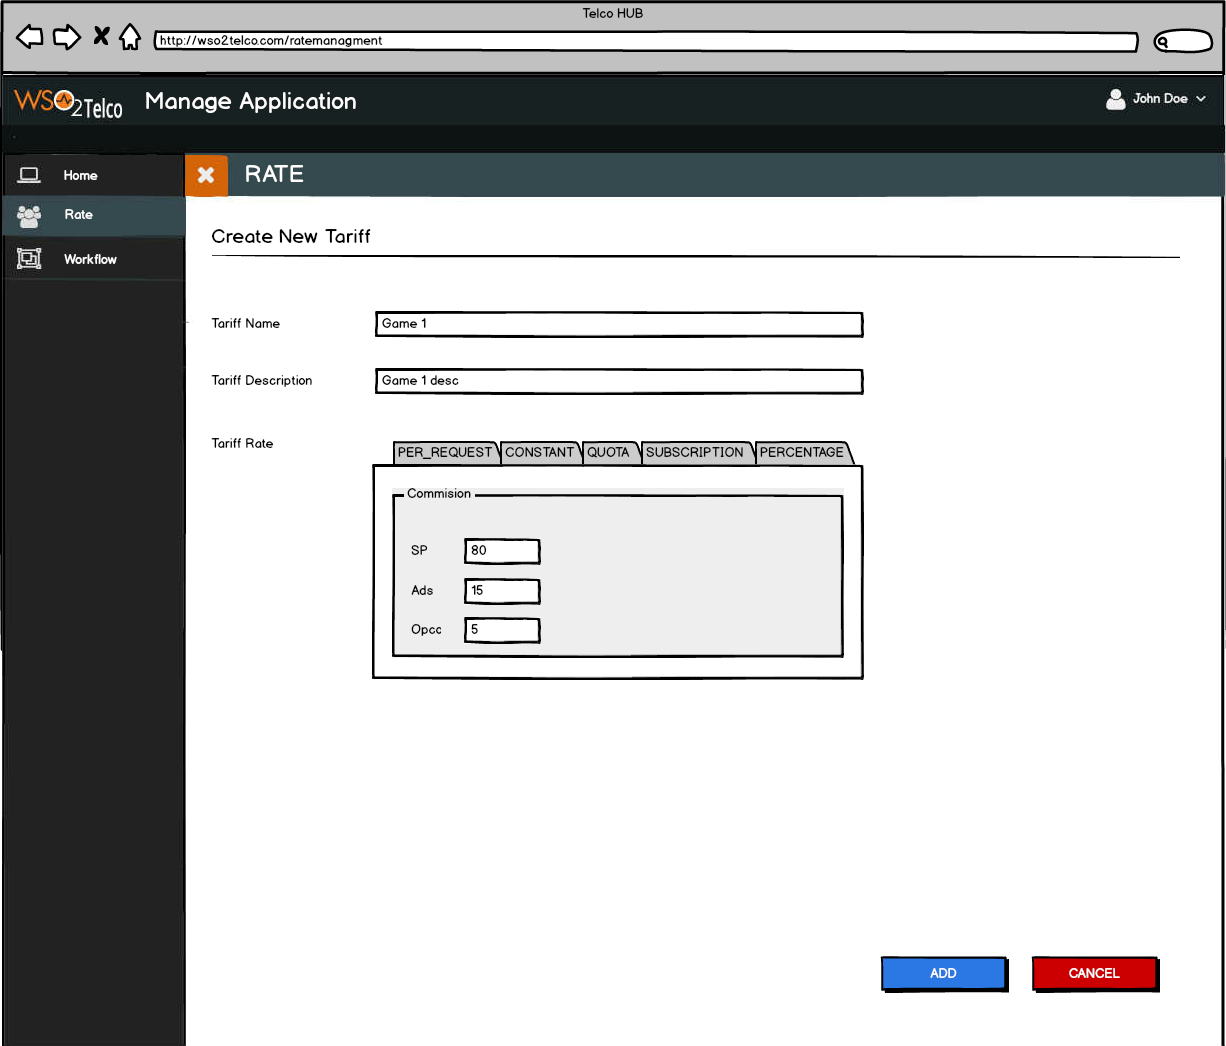 Telco HUB
http://wso2telco.com/ratemanagment
WSO2Telco
Manage Application
John Doe
Home
RATE
Rate
Create New Tariff
Workflow
Tariff Name
Game 1
Tariff Description
Game 1 desc
Tariff Rate
PER_REQUEST CONSTANT QUOTA SUBSCRIPTION PERCENTAGE
Commision
SP 80
Ads 15
Opcc 5
ADD
CANCEL